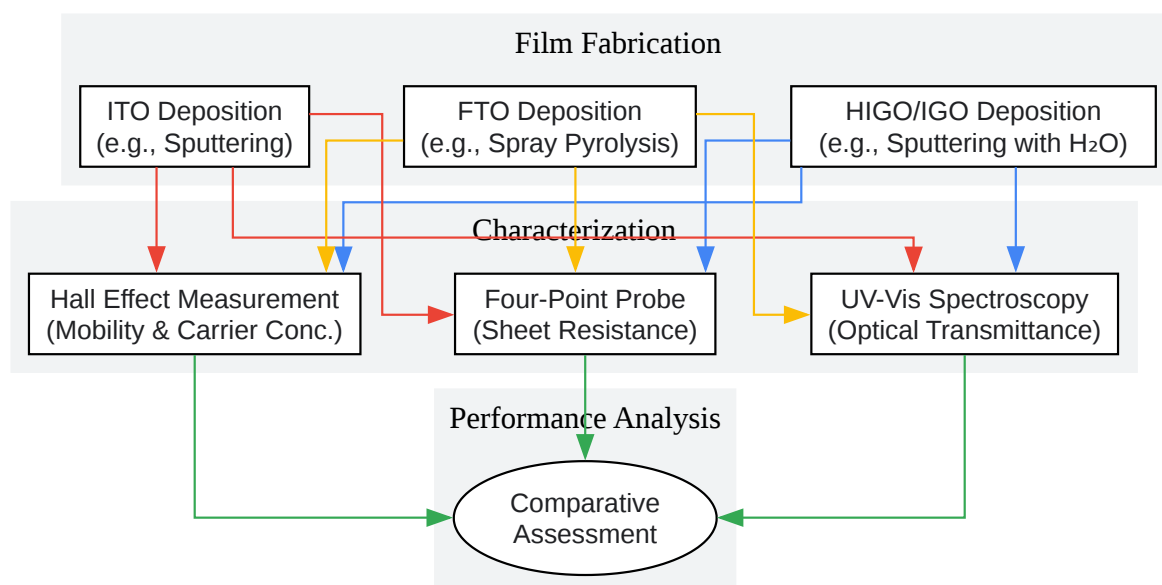 Film Fabrication
ITO Deposition
(e.g., Sputtering)
FTO Deposition
(e.g., Spray Pyrolysis)
HIGO/IGO Deposition
(e.g., Sputtering with H₂O)
Characterization
Hall Effect Measurement
(Mobility & Carrier Conc.)
Four-Point Probe
(Sheet Resistance)
UV-Vis Spectroscopy
(Optical Transmittance)
Performance Analysis
Comparative
Assessment